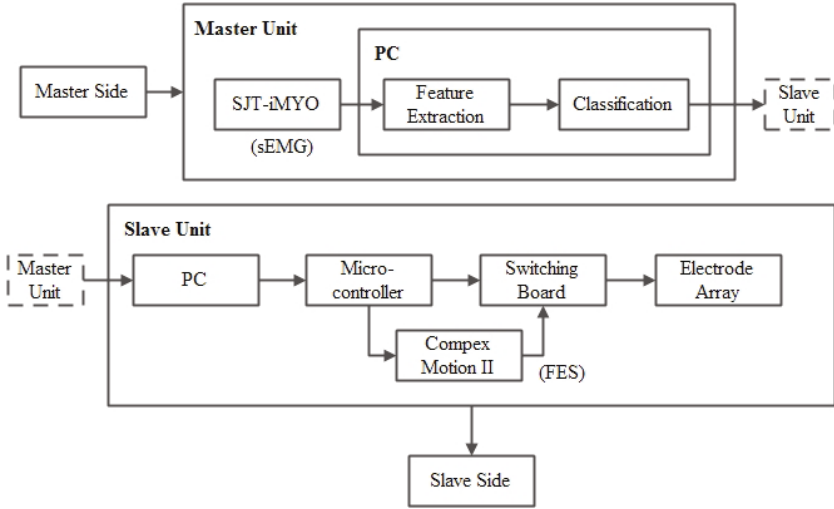 Master Unit
PC
Master Side
SJT-iMYO
(sEMG)
Feature
Extraction
Classification
Slave
Unit
Slave Unit
Master
Unit
PC
Micro-
controller
Switching
Board
Electrode
Array
Compex
Motion II
(FES)
Slave Side